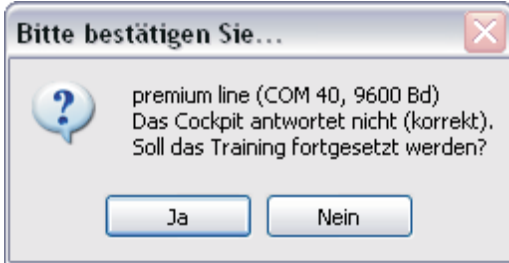 Bitte bestätigen Sie...
premium line (COM 40, 9600 Bd)
Das Cockpit antwortet nicht (korrekt).
Soll das Training fortgesetzt werden?
Ja
Nein